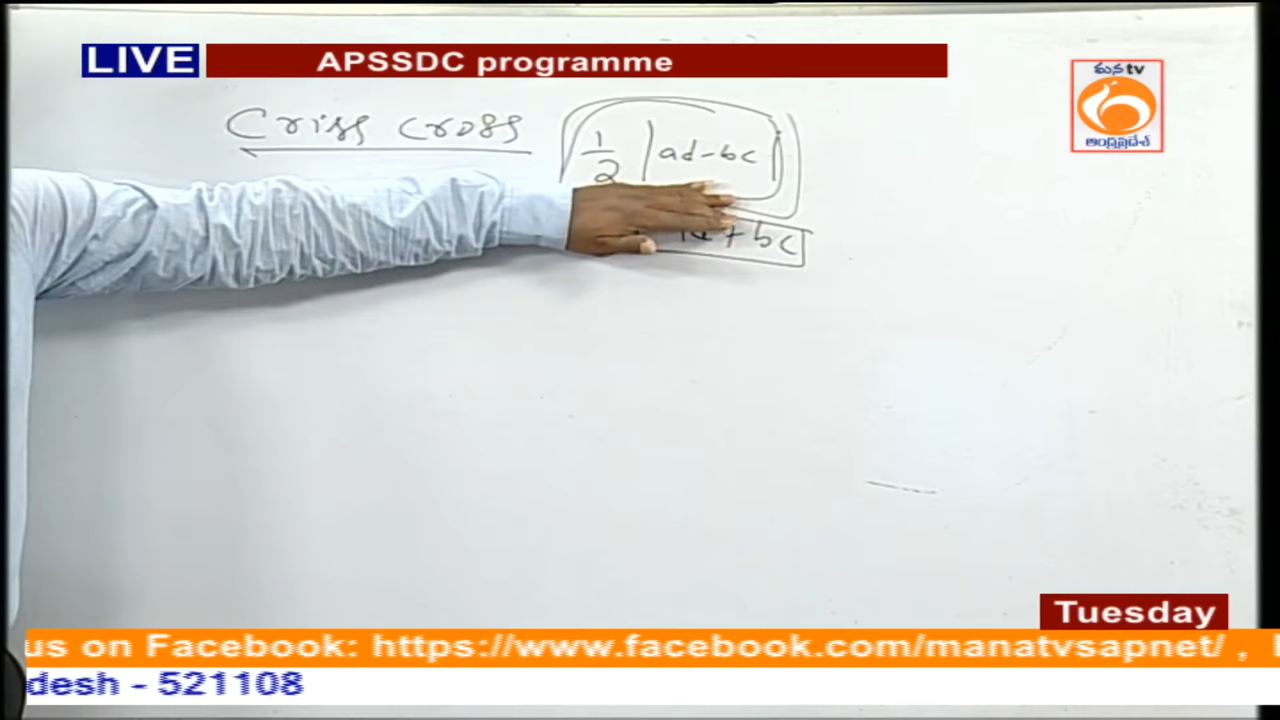 LIVE APSSDC programme
మన tv
ఆంధ్రప్రదేశ్
Criss cross
1/2 |ad-bc|
+ bc
Tuesday
us on Facebook: https://www.facebook.com/manatvsapnet/ ,
desh - 521108